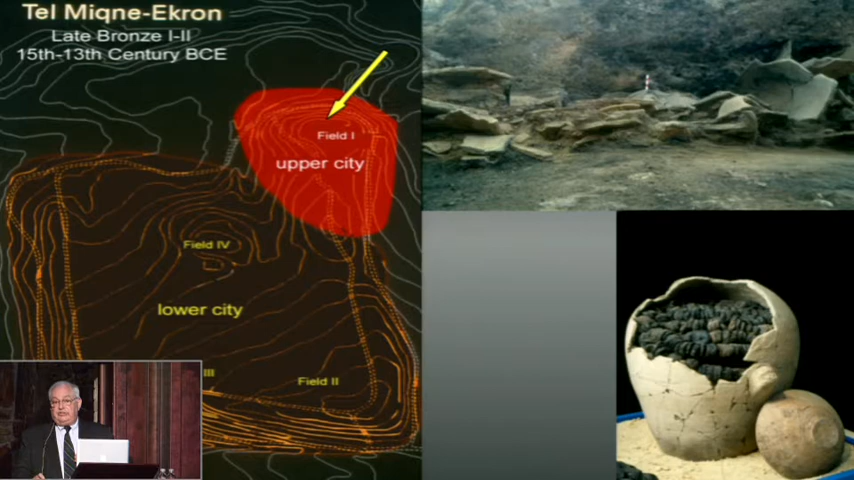 Tel Miqne-Ekron
Late Bronze I-II
15th-13th Century BCE
Field I
upper city
Field IV
lower city
III
Field II